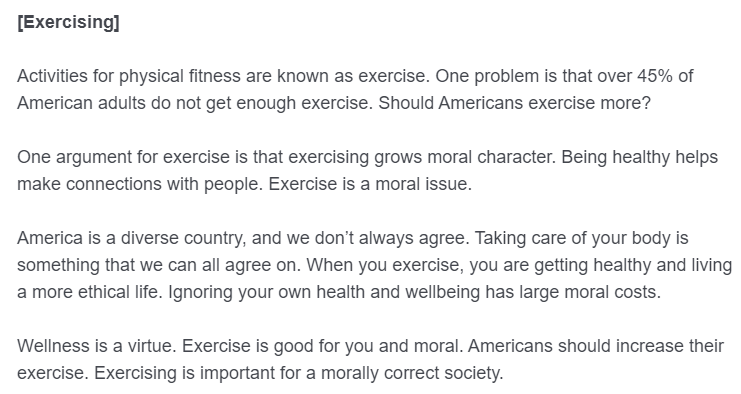 [Exercising]
Activities for physical fitness are known as exercise. One problem is that over 45% of
American adults do not get enough exercise. Should Americans exercise more?
One argument for exercise is that exercising grows moral character. Being healthy helps
make connections with people. Exercise is a moral issue.
America is a diverse country, and we don’t always agree. Taking care of your body is
something that we can all agree on. When you exercise, you are getting healthy and living
a more ethical life. Ignoring your own health and wellbeing has large moral costs.
Wellness is a virtue. Exercise is good for you and moral. Americans should increase their
exercise. Exercising is important for a morally correct society.